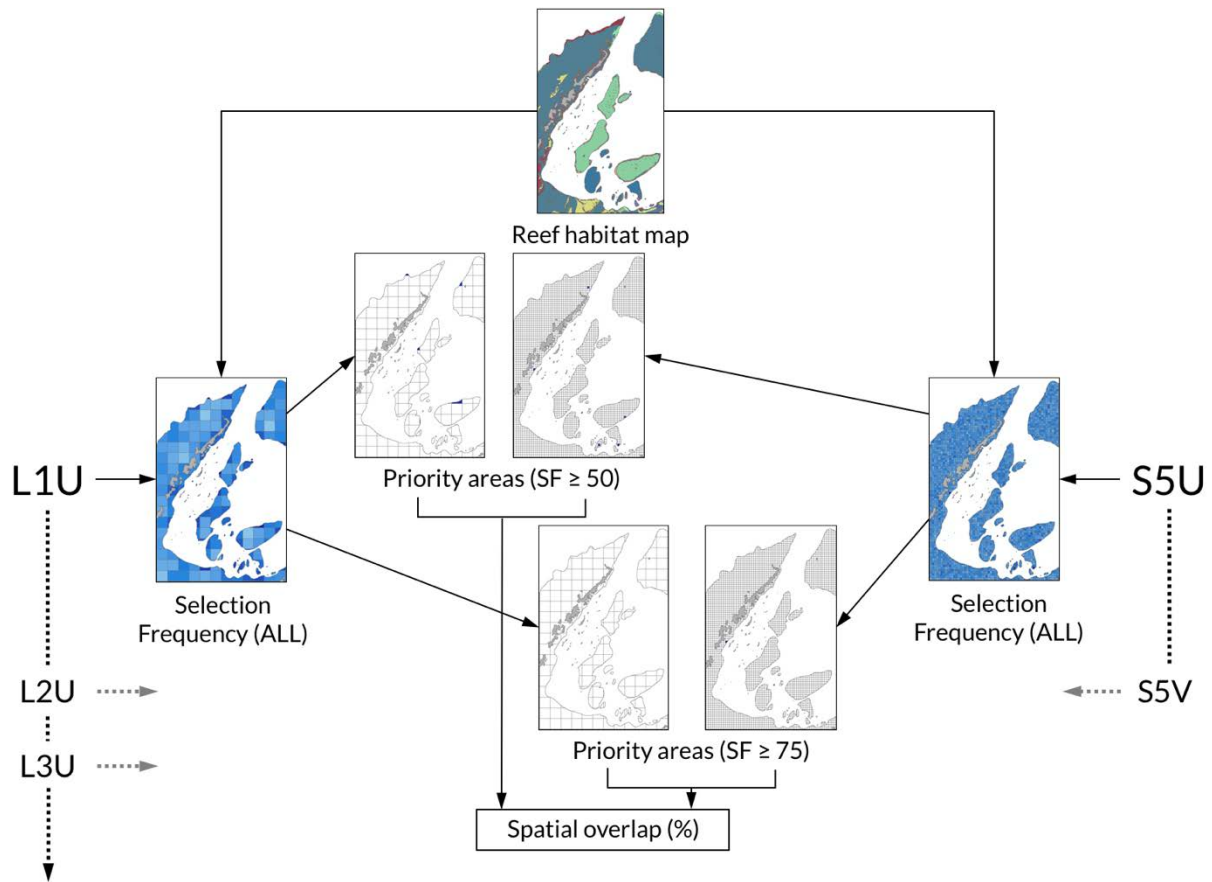 Reef habitat map
Priority areas (SF ≥ 50)
L1U
S5U
Selection
Frequency (ALL)
Selection
Frequency (ALL)
L2U
S5V
L3U
Priority areas (SF ≥ 75)
Spatial overlap (%)